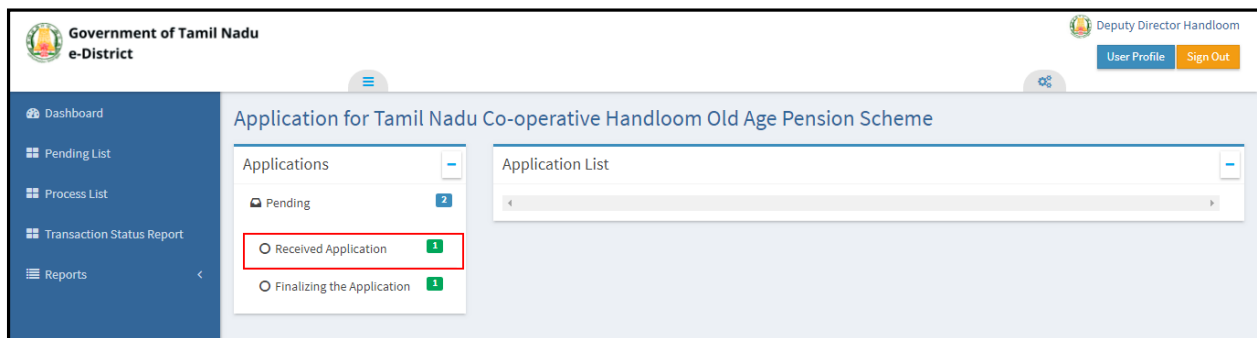 Government of Tamil Nadu
e-District
Deputy Director Handloom
User Profile
Sign Out
Dashboard
Pending List
Process List
Transaction Status Report
Reports
Application for Tamil Nadu Co-operative Handloom Old Age Pension Scheme
Applications
Pending 2
Received Application 1
Finalizing the Application 1
Application List